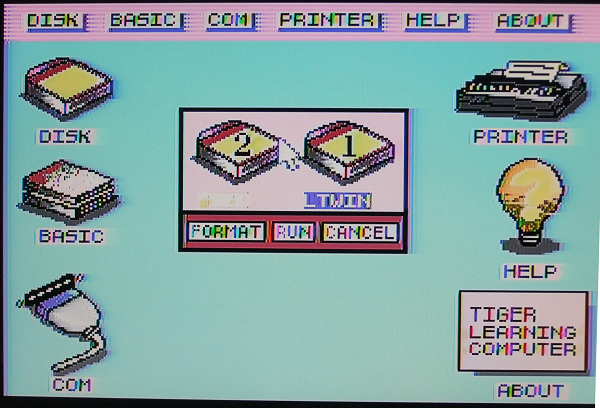 DISK BASIC COM PRINTER HELP ABOUT
DISK
PRINTER
2 1
LTWIN
BASIC
FORMAT RUN CANCEL
HELP
TIGER
LEARNING
COMPUTER
COM
ABOUT